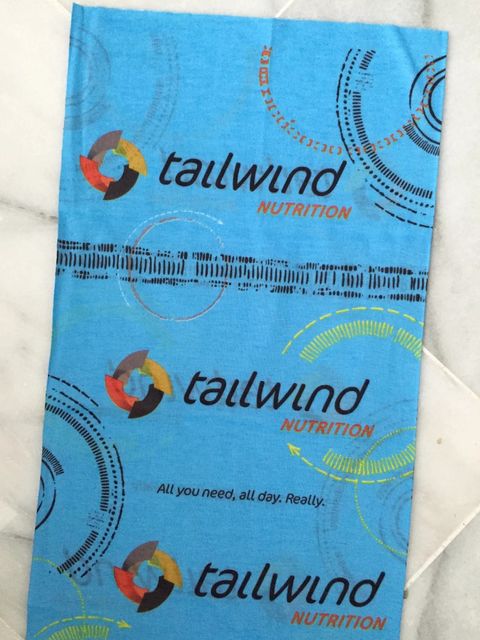 tailwind
NUTRITION
tailwind
NUTRITION
All you need, all day. Really.
tailwind
NUTRITION